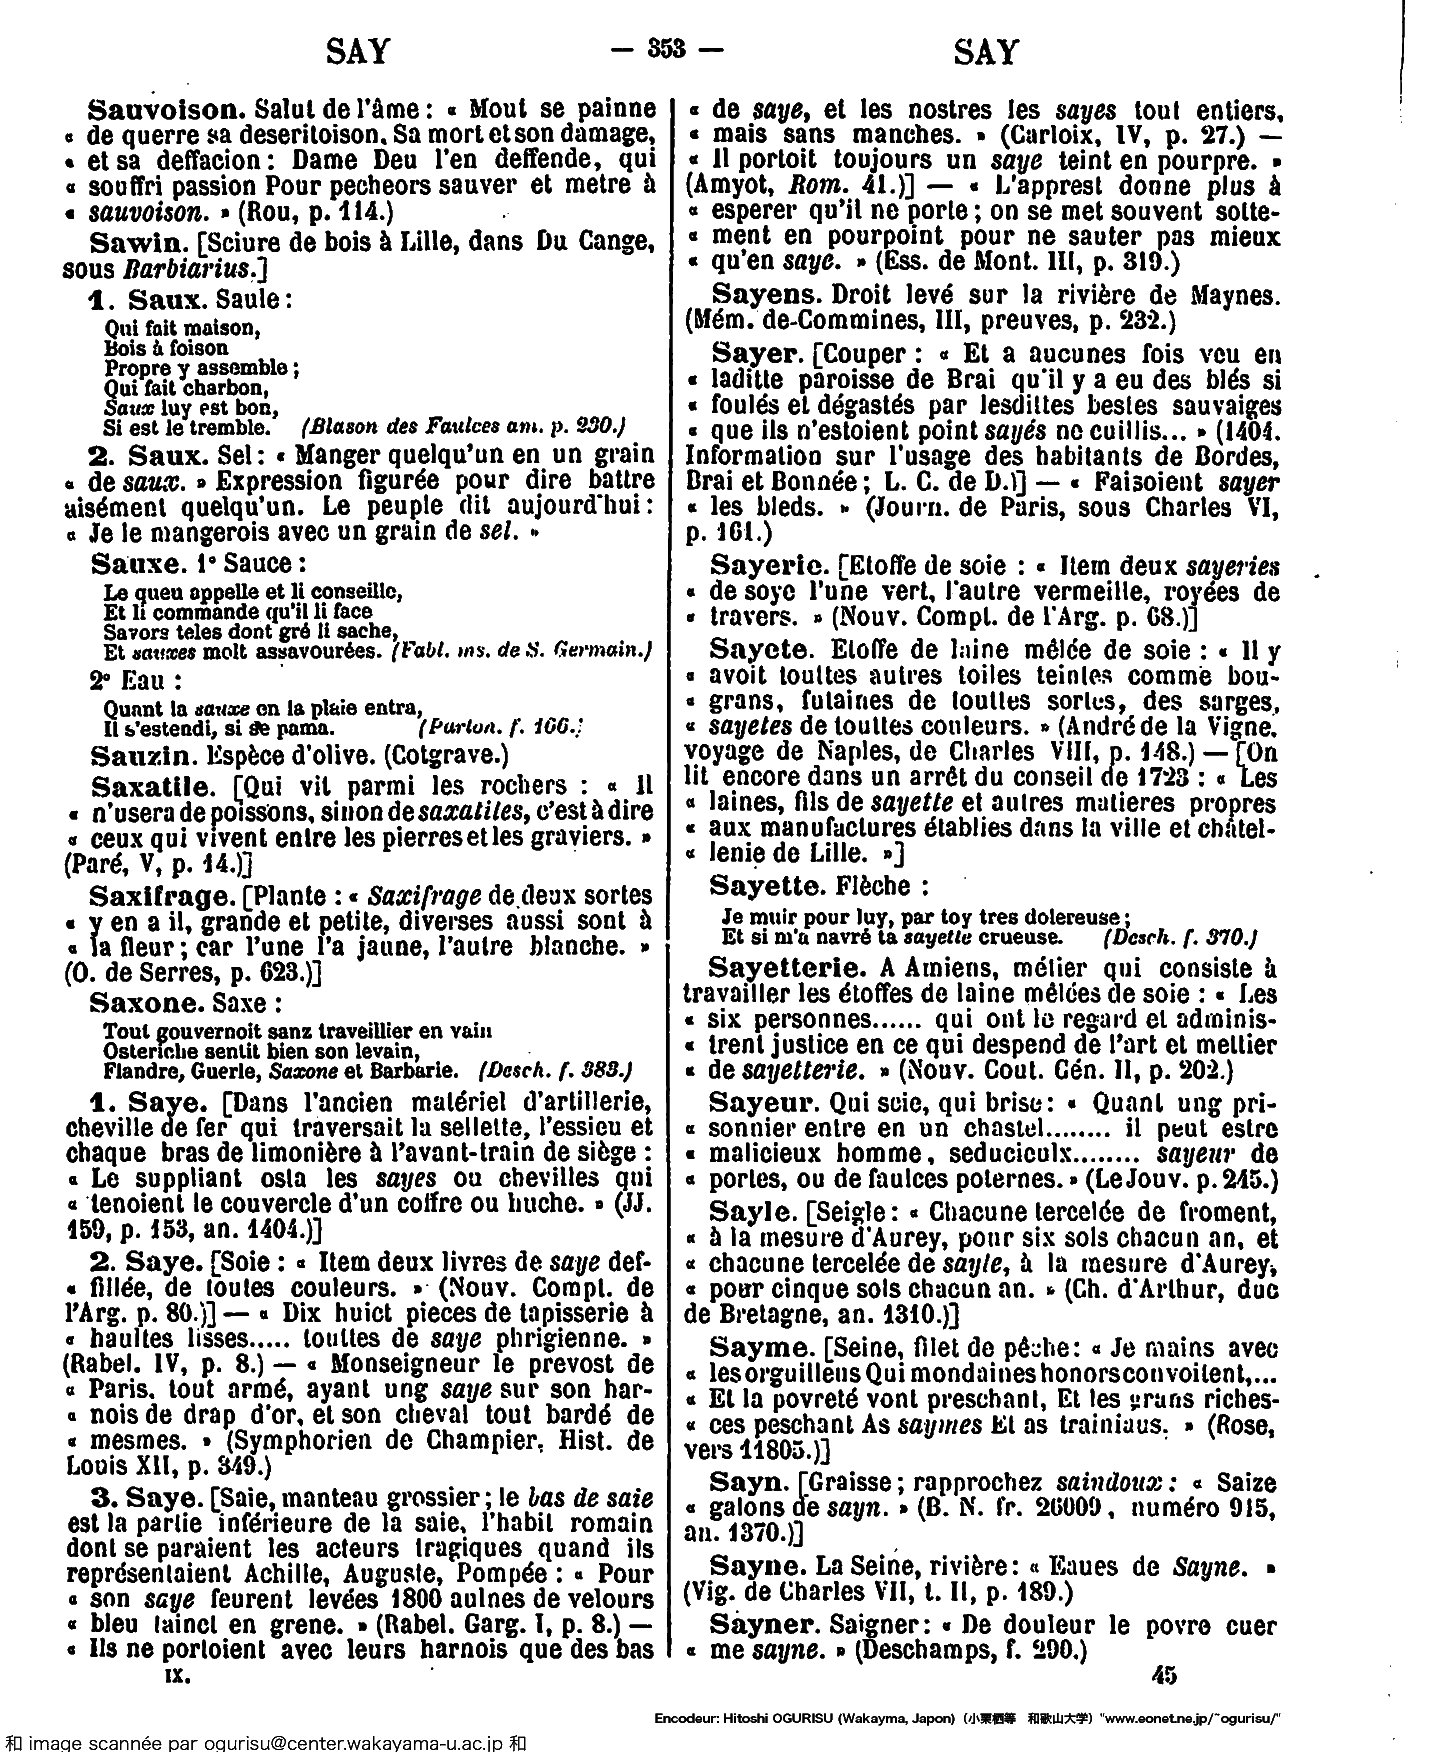 SAY — 353 — SAY
Sauvoison. Salut de l'âme : « Mout se painne
« de querre sa deseritoison, Sa mort et son damage,
« et sa deffacion : Dame Deu l'en deffende, qui
« souffri passion Pour pecheors sauver et metre à
« sauvoison. » (Rou, p. 114.)
Sawin. [Sciure de bois à Lille, dans Du Cange,
sous Barbiarius.]
1. Saux. Saule :
Qui fait maison,
Bois à foison
Propre y assemble ;
Qui fait charbon,
Saux luy est bon,
Si est le tremble. (Blason des Faulces am. p. 230.)
2. Saux. Sel : « Manger quelqu'un en un grain
« de saux. » Expression figurée pour dire battre
aisément quelqu'un. Le peuple dit aujourd'hui :
« Je le mangerois avec un grain de sel. »
Sauxe. 1° Sauce :
Le queu appelle et li conseille,
Et li commande qu'il li face
Savors teles dont gré li sache,
Et sauxes molt assavourées. (Fabl. ms. de S. Germain.)
2° Eau :
Quant la sauxe en la plaie entra,
Il s'estendi, si se pama. (Parton. f. 166.)
Sauzin. Espèce d'olive. (Cotgrave.)
Saxatile. [Qui vit parmi les rochers : « Il
« n'usera de poissons, sinon de saxatiles, c'est à dire
« ceux qui vivent entre les pierres et les graviers. »
(Paré, V, p. 14.)]
Saxifrage. [Plante : « Saxifrage de deux sortes
« y en a il, grande et petite, diverses aussi sont à
« la fleur ; car l'une l'a jaune, l'autre blanche. »
(O. de Serres, p. 623.)]
Saxone. Saxe :
Tout gouvernoit sanz traveillier en vain
Osteriche sentit bien son levain,
Flandre, Guerle, Saxone et Barbarie. (Desch. f. 383.)
1. Saye. [Dans l'ancien matériel d'artillerie,
cheville de fer qui traversait la sellette, l'essieu et
chaque bras de limonière à l'avant-train de siège :
« Le suppliant osta les sayes ou chevilles qui
« tenoient le couvercle d'un coffre ou huche. » (JJ.
159, p. 153, an. 1404.)]
2. Saye. [Soie : « Item deux livres de saye def-
« fillée, de toutes couleurs. » (Nouv. Compt. de
l'Arg. p. 80.)] — « Dix huict pieces de tapisserie à
« haultes lisses..... touttes de saye phrigienne. »
(Rabel. IV, p. 8.) — « Monseigneur le prevost de
« Paris, tout armé, ayant ung saye sur son har-
« nois de drap d'or, et son cheval tout bardé de
« mesmes. » (Symphorien de Champier, Hist. de
Louis XII, p. 349.)
3. Saye. [Saie, manteau grossier ; le bas de saie
est la partie inférieure de la saie, l'habit romain
dont se paraient les acteurs tragiques quand ils
représentaient Achille, Auguste, Pompée : « Pour
« son saye feurent levées 1800 aulnes de velours
« bleu tainct en grene. » (Rabel. Garg. I, p. 8.) —
« Ils ne portoient avec leurs harnois que des bas
IX.
« de saye, et les nostres les sayes tout entiers,
« mais sans manches. » (Carloix, IV, p. 27.) —
« Il portoit toujours un saye teint en pourpre. »
(Amyot, Rom. 41.)] — « L'apprest donne plus à
« esperer qu'il ne porte ; on se met souvent sotte-
« ment en pourpoint pour ne sauter pas mieux
« qu'en saye. » (Ess. de Mont. III, p. 319.)
Sayens. Droit levé sur la rivière de Maynes.
(Mém. de-Commines, III, preuves, p. 232.)
Sayer. [Couper : « Et a aucunes fois veu en
« laditte paroisse de Brai qu'il y a eu des blés si
« foulés et dégastés par lesdittes bestes sauvaiges
« que ils n'estoient point sayés ne cuillis... » (1404.
Information sur l'usage des habitants de Bordes,
Brai et Bonnée ; L. C. de D.)] — « Faisoient sayer
« les bleds. » (Journ. de Paris, sous Charles VI,
p. 161.)
Sayerie. [Etoffe de soie : « Item deux sayeries
« de soye l'une vert, l'autre vermeille, royées de
« travers. » (Nouv. Compt. de l'Arg. p. 68.)]
Sayete. Etoffe de laine mêlée de soie : « Il y
« avoit touttes autres toiles teintes comme bou-
« grans, futaines de touttes sortes, des sarges,
« sayetes de touttes couleurs. » (André de la Vigne,
voyage de Naples, de Charles VIII, p. 148.) — [On
lit encore dans un arrêt du conseil de 1723 : « Les
« laines, fils de sayette et autres matieres propres
« aux manufactures établies dans la ville et châtel-
« lenie de Lille. »]
Sayette. Flèche :
Je muir pour luy, par toy tres dolereuse ;
Et si m'a navré ta sayette crueuse. (Desch. f. 370.)
Sayetterie. A Amiens, métier qui consiste à
travailler les étoffes de laine mêlées de soie : « Les
« six personnes...... qui ont le regard et adminis-
« trent justice en ce qui despend de l'art et mettier
« de sayetterie. » (Nouv. Cout. Gén. II, p. 202.)
Sayeur. Qui scie, qui brise : « Quant ung pri-
« sonnier entre en un chastel........ il peut estre
« malicieux homme, seducieulx........ sayeur de
« portes, ou de faulces poternes. » (Le Jouv. p. 245.)
Sayle. [Seigle : « Chacune tercelée de froment,
« à la mesure d'Aurey, pour six sols chacun an, et
« chacune tercelée de sayle, à la mesure d'Aurey,
« pour cinque sols chacun an. » (Ch. d'Arthur, duc
de Bretagne, an. 1310.)]
Sayme. [Seine, filet de pêche : « Je mains avec
« les orguilleus Qui mondaines honors convoitent,...
« Et la povreté vont preschant, Et les grans riches-
« ces peschant As saymes Et as trainiaus. » (Rose,
vers 11805.)]
Sayn. [Graisse ; rapprochez saindoux : « Saize
« galons de sayn. » (B. N. fr. 26009, numéro 915,
an. 1370.)]
Sayne. La Seine, rivière : « Eaues de Sayne. »
(Vig. de Charles VII, t. II, p. 189.)
Sayner. Saigner : « De douleur le povre cuer
« me sayne. » (Deschamps, f. 290.)
45
Encodeur: Hitoshi OGURISU (Wakayma, Japon) (小栗栖等 和歌山大学) "www.eonet.ne.jp/~ogurisu/"
和 image scannée par ogurisu@center.wakayama-u.ac.jp 和